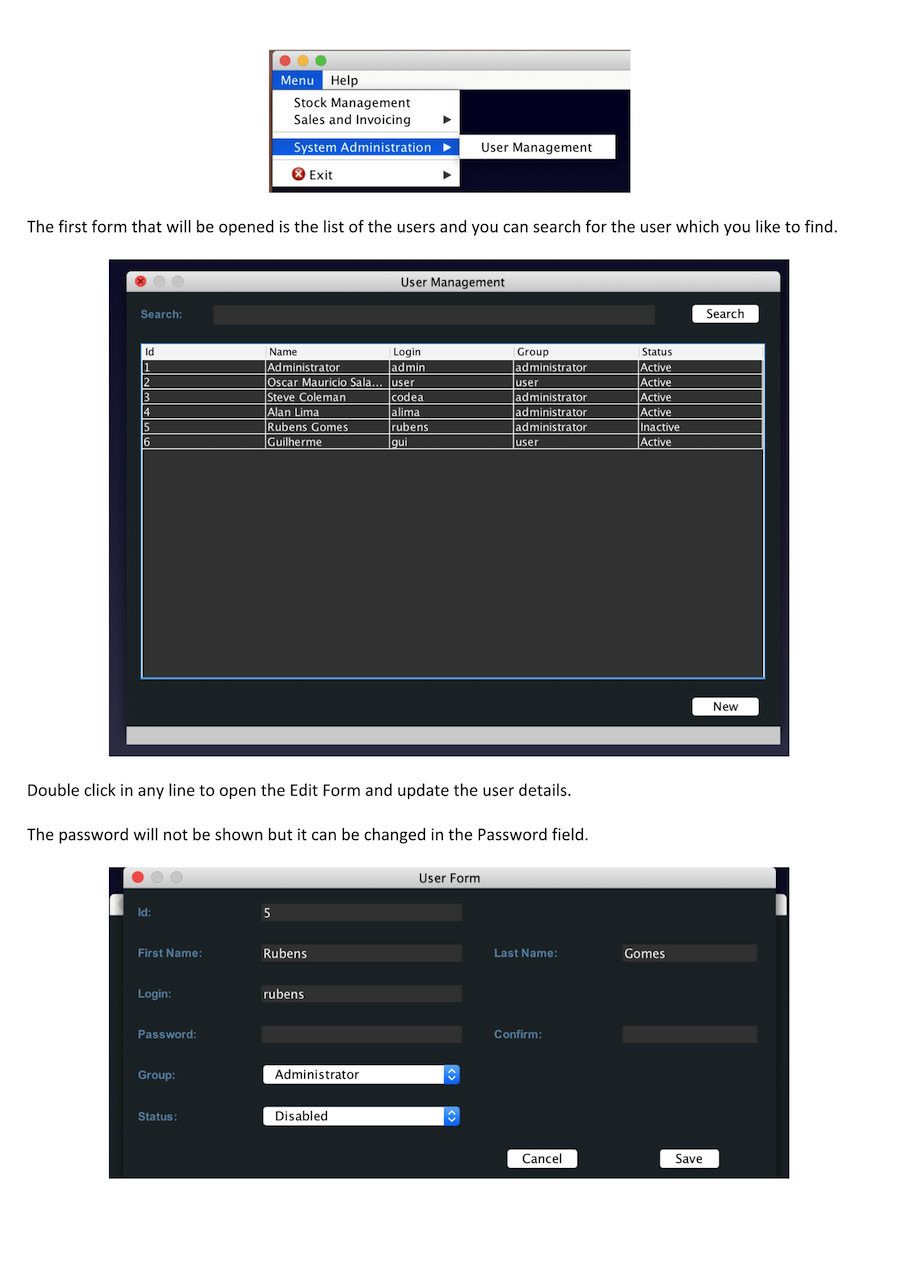 Menu Help
Stock Management
Sales and Invoicing
System Administration User Management
Exit
The first form that will be opened is the list of the users and you can search for the user which you like to find.
User Management
Search: Search
Id Name Login Group Status
1 Administrator admin administrator Active
2 Oscar Mauricio Sala... user user Active
3 Steve Coleman codea administrator Active
4 Alan Lima alima administrator Active
5 Rubens Gomes rubens administrator Inactive
6 Guilherme gui user Active
New
Double click in any line to open the Edit Form and update the user details.
The password will not be shown but it can be changed in the Password field.
User Form
Id: 5
First Name: Rubens Last Name: Gomes
Login: rubens
Password: Confirm:
Group: Administrator
Status: Disabled
Cancel Save